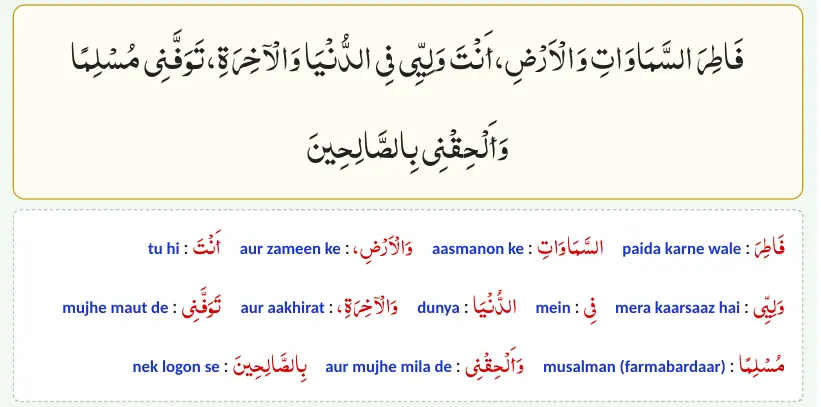 فَاطِرَ السَّمَاوَاتِ وَالْاَرْضِ، اَنْتَ وَلِيّٖى فِى الدُّنْيَا وَالْآخِرَةِ، تَوَفَّنِى مُسْلِمًا
وَاَلْحِقْنِى بِالصَّالِحِينَ
فَاطِرَ : paida karne wale السَّمَاوَاتِ : aasmanon ke وَالْاَرْضِ، : aur zameen ke اَنْتَ : tu hi
وَلِيّٖى : mera kaarsaaz hai فِى : mein الدُّنْيَا : dunya وَالْآخِرَةِ، : aur aakhirat تَوَفَّنِى : mujhe maut de
مُسْلِمًا : musalman (farmabardaar) وَاَلْحِقْنِى : aur mujhe mila de بِالصَّالِحِينَ : nek logon se